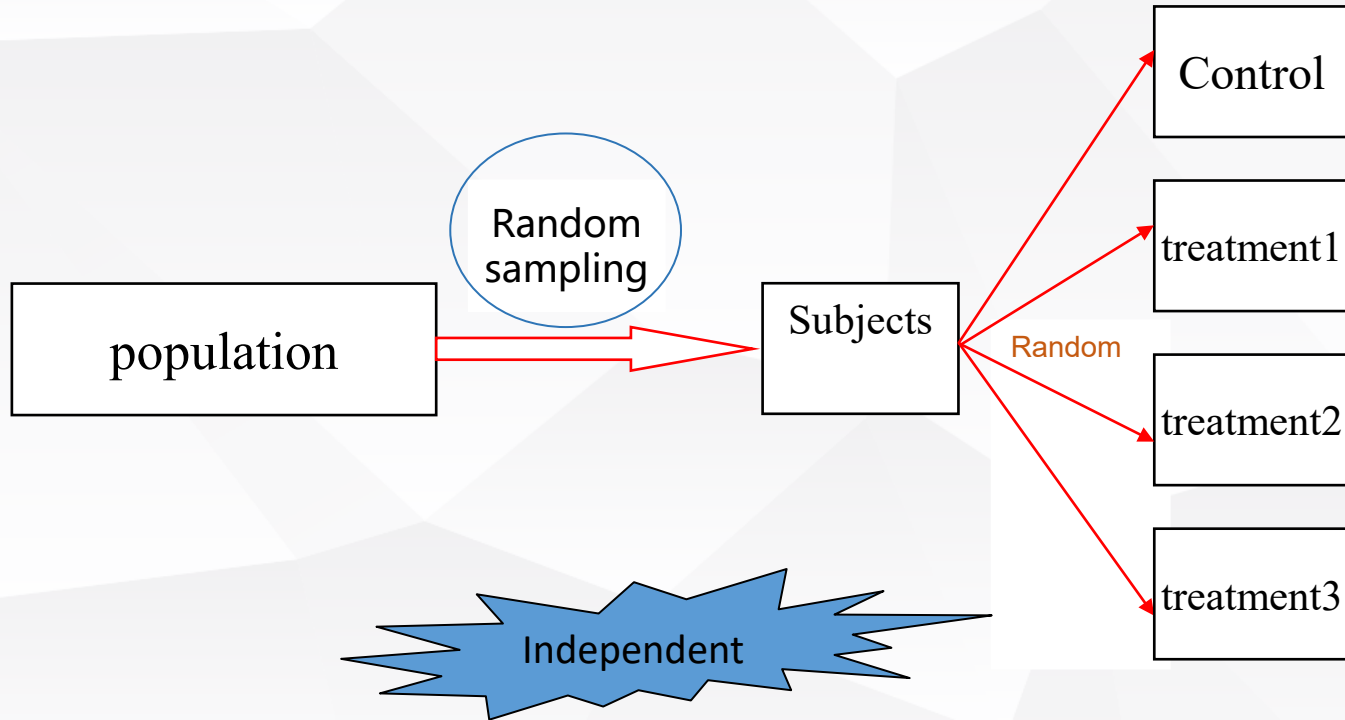 Control
Random
sampling
treatment1
population
Subjects
Random
treatment2
treatment3
Independent